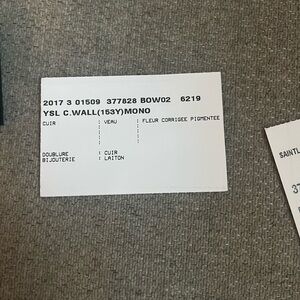 2017 3 01509 377828 BOW02 6219
YSL C.WALL(153Y)MONO
CUIR : VEAU : FLEUR CORRIGEE PIGMENTEE
DOUBLURE : CUIR
BIJOUTERIE : LAITON
SAINTL
37